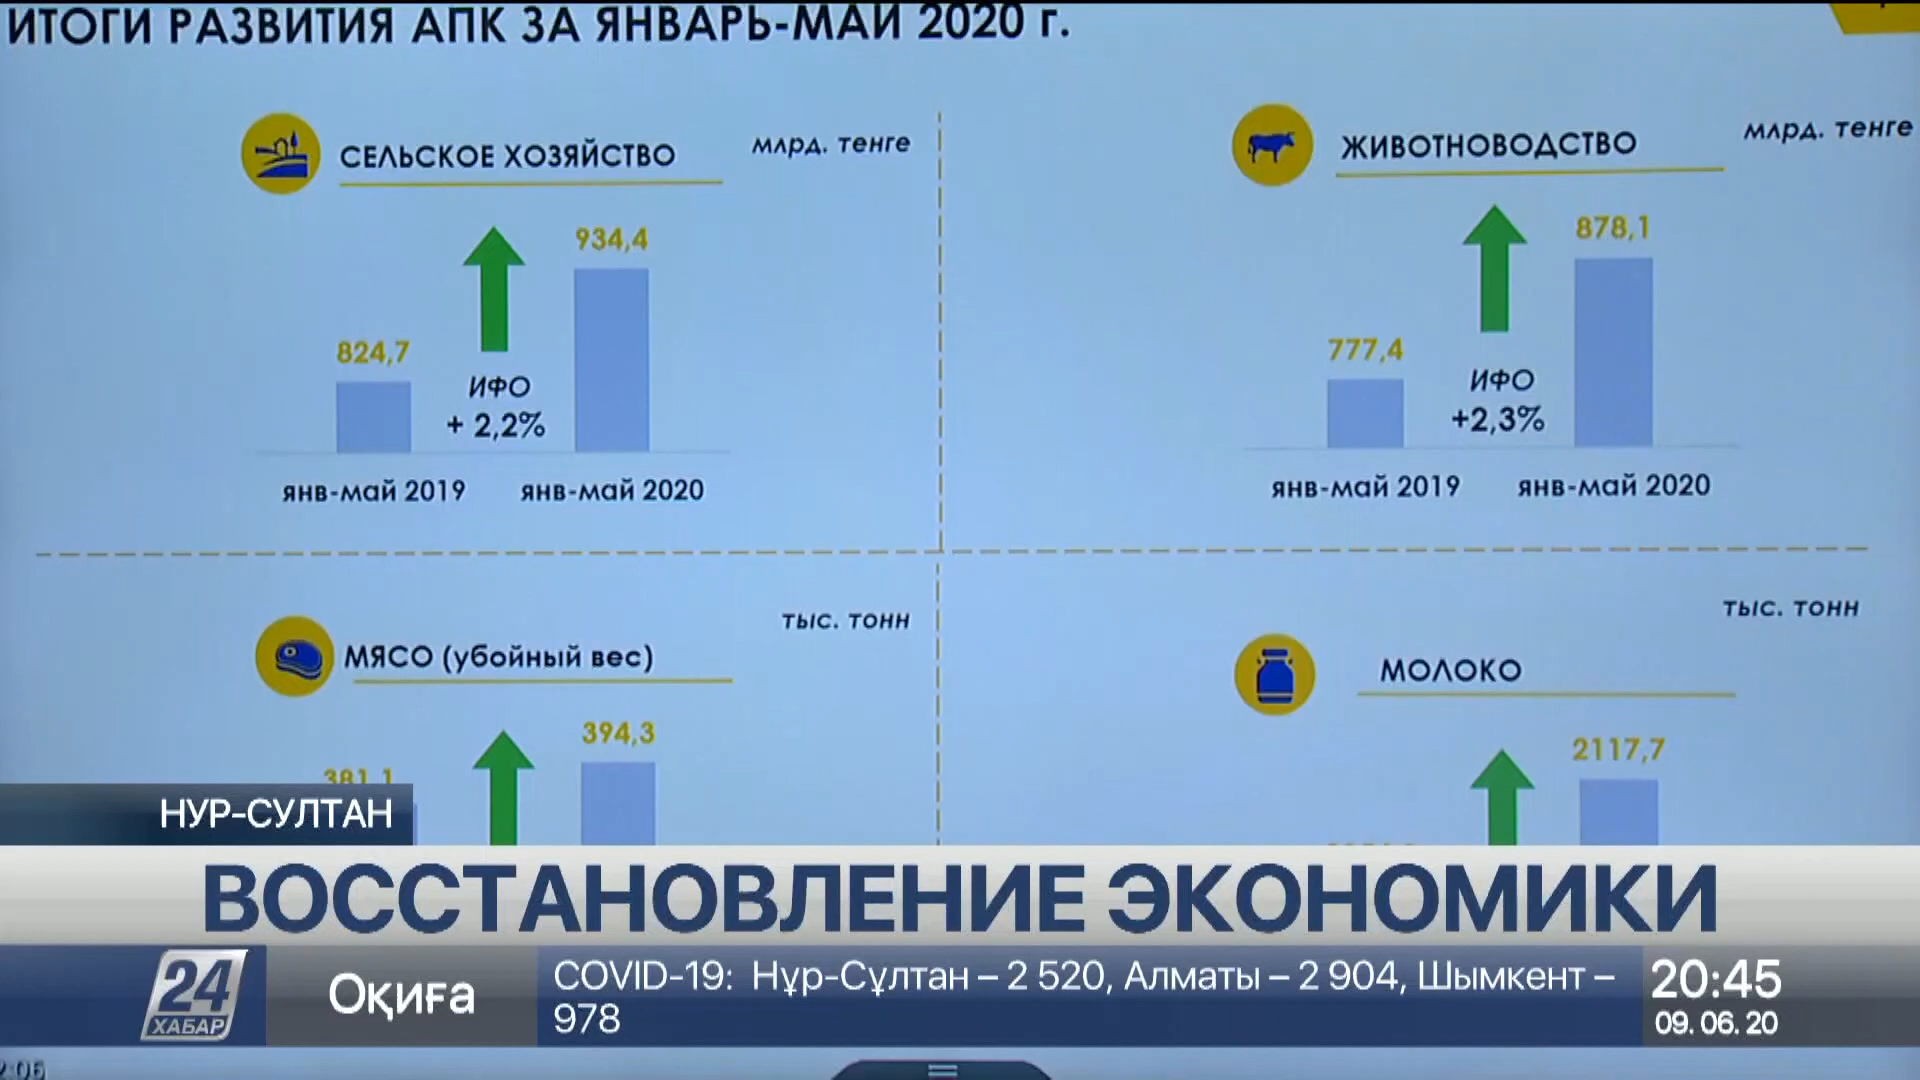 ИТОГИ РАЗВИТИЯ АПК ЗА ЯНВАРЬ-МАЙ 2020 г.
СЕЛЬСКОЕ ХОЗЯЙСТВО
млрд. тенге
824,7
ИФО
+ 2,2%
934,4
янв-май 2019
янв-май 2020
ЖИВОТНОВОДСТВО
млрд. тенге
777,4
ИФО
+2,3%
878,1
янв-май 2019
янв-май 2020
МЯСО (убойный вес)
тыс. тонн
381,1
394,3
МОЛОКО
тыс. тонн
2117,7
НУР-СУЛТАН
ВОССТАНОВЛЕНИЕ ЭКОНОМИКИ
24
ХАБАР
Оқиға
COVID-19: Нұр-Сұлтан – 2 520, Алматы – 2 904, Шымкент –
978
20:45
09. 06. 20